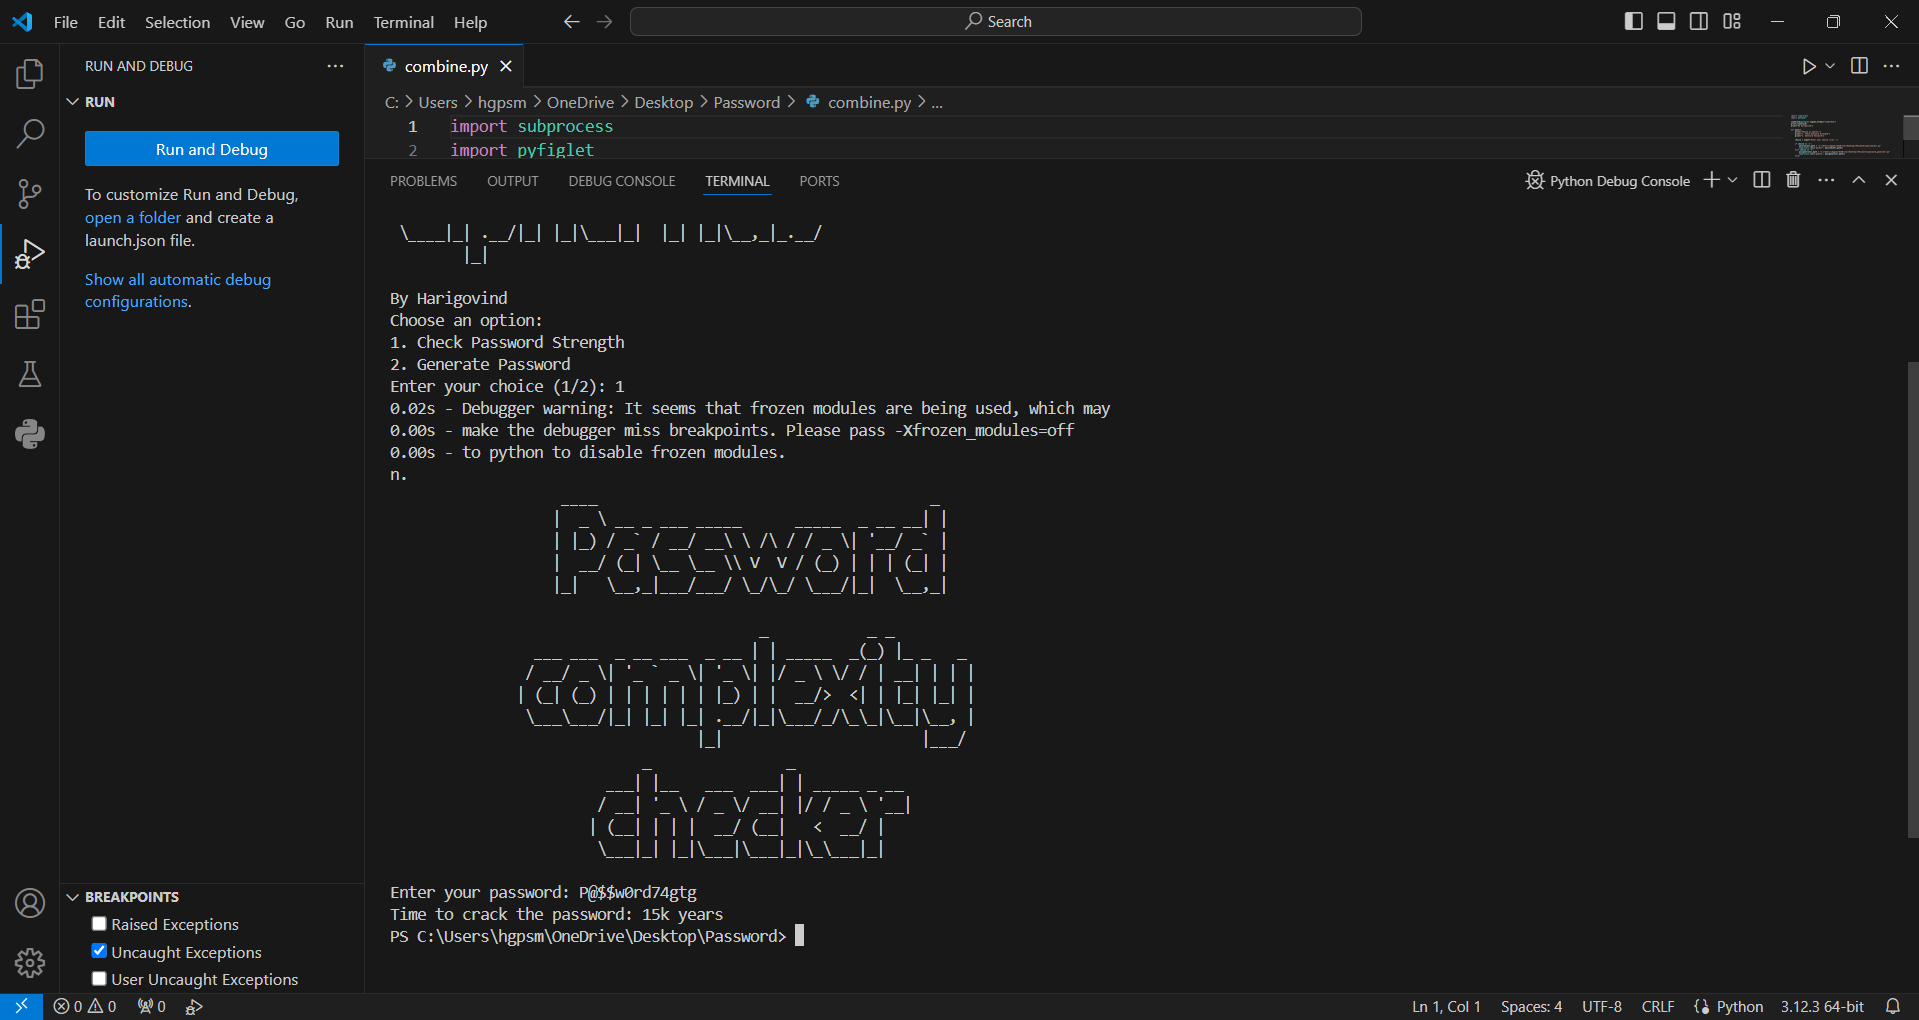 File Edit Selection View Go Run Terminal Help
Search
RUN AND DEBUG
RUN
Run and Debug
To customize Run and Debug,
open a folder and create a
launch.json file.
Show all automatic debug
configurations.
BREAKPOINTS
Raised Exceptions
Uncaught Exceptions
User Uncaught Exceptions
combine.py
C: > Users > hgpsm > OneDrive > Desktop > Password > combine.py > ...
1 import subprocess
2 import pyfiglet
PROBLEMS OUTPUT DEBUG CONSOLE TERMINAL PORTS
Python Debug Console
By Harigovind
Choose an option:
1. Check Password Strength
2. Generate Password
Enter your choice (1/2): 1
0.02s - Debugger warning: It seems that frozen modules are being used, which may
0.00s - make the debugger miss breakpoints. Please pass -Xfrozen_modules=off
0.00s - to python to disable frozen modules.
n.
Password
complexity
checker
Enter your password: P@$$w0rd74gtg
Time to crack the password: 15k years
PS C:\Users\hgpsm\OneDrive\Desktop\Password>
0 0 0
Ln 1, Col 1 Spaces: 4 UTF-8 CRLF Python 3.12.3 64-bit